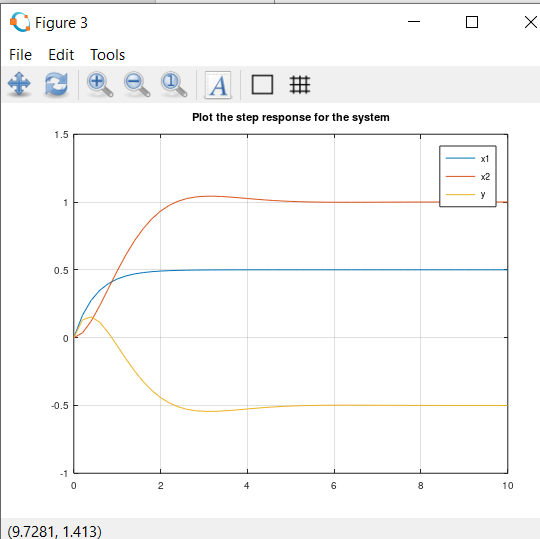 Figure 3
File Edit Tools
A
Plot the step response for the system
1.5
1
0.5
0
-0.5
-1
0 2 4 6 8 10
x1
x2
y
(9.7281, 1.413)